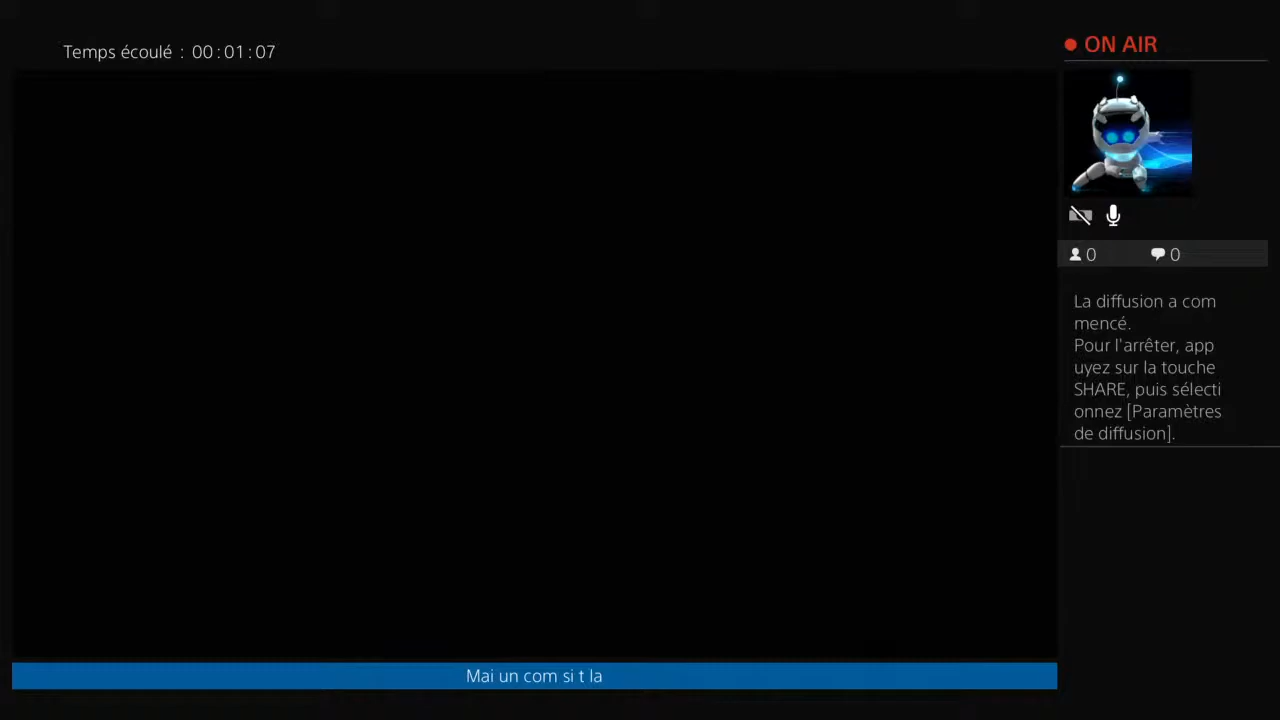 Temps écoulé : 00:01:07
ON AIR
0
0
La diffusion a com
mencé.
Pour l'arrêter, app
uyez sur la touche
SHARE, puis sélecti
onnez [Paramètres
de diffusion].
Mai un com si t la